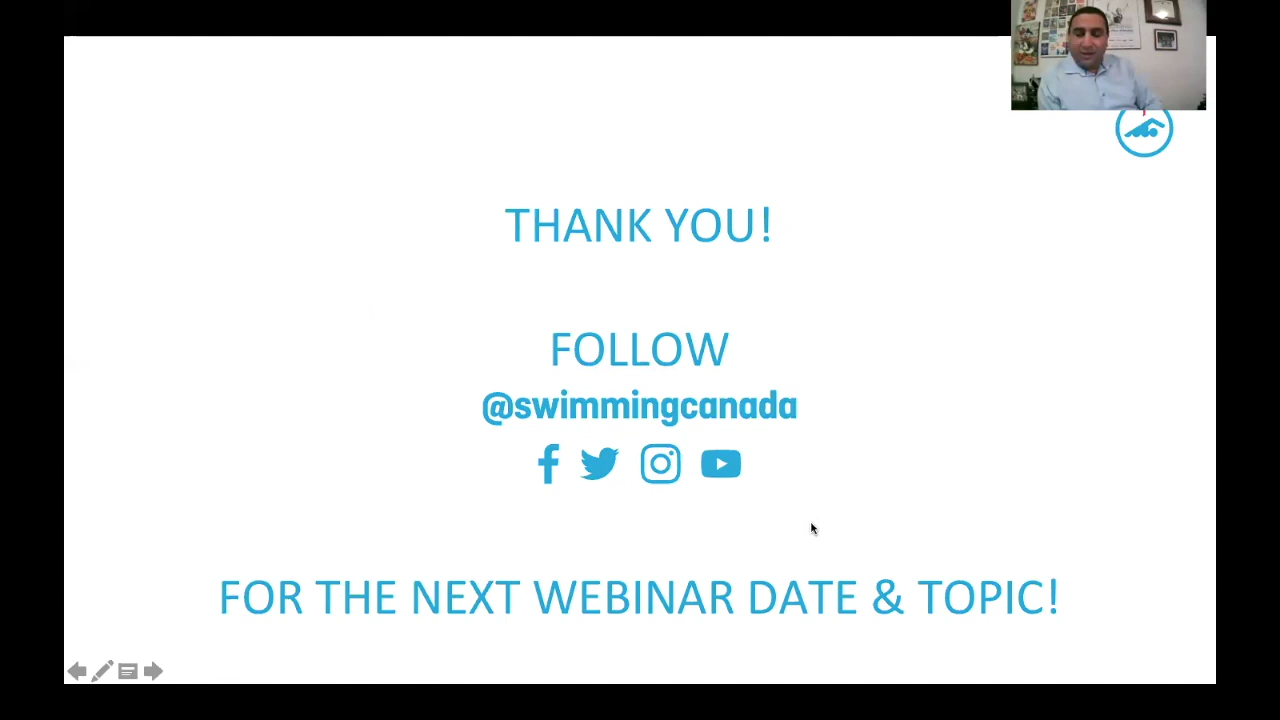 THANK YOU!
FOLLOW
@swimmingcanada
FOR THE NEXT WEBINAR DATE & TOPIC!